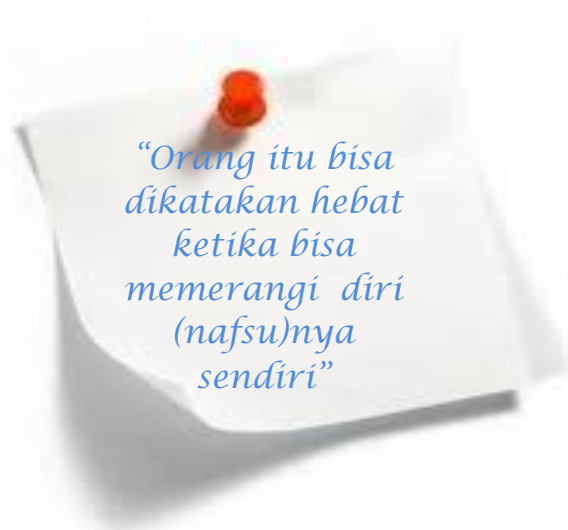 “Orang itu bisa
dikatakan hebat
ketika bisa
memerangi diri
(nafsu)nya
sendiri”